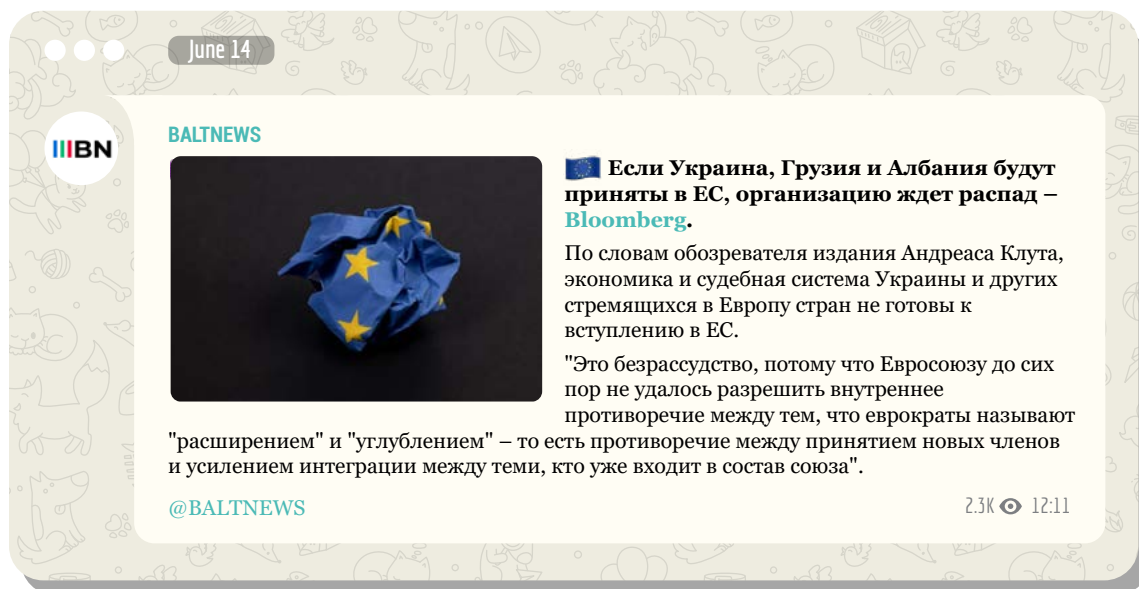 June 14
BN
BALTNEWS
🇪🇺 Если Украина, Грузия и Албания будут
приняты в ЕС, организацию ждет распад –
Bloomberg.
По словам обозревателя издания Андреаса Клута,
экономика и судебная система Украины и других
стремящихся в Европу стран не готовы к
вступлению в ЕС.
"Это безрассудство, потому что Евросоюзу до сих
пор не удалось разрешить внутреннее
противоречие между тем, что еврократы называют
"расширением" и "углублением" – то есть противоречие между принятием новых членов
и усилением интеграции между теми, кто уже входит в состав союза".
@BALTNEWS
2.3K 12:11